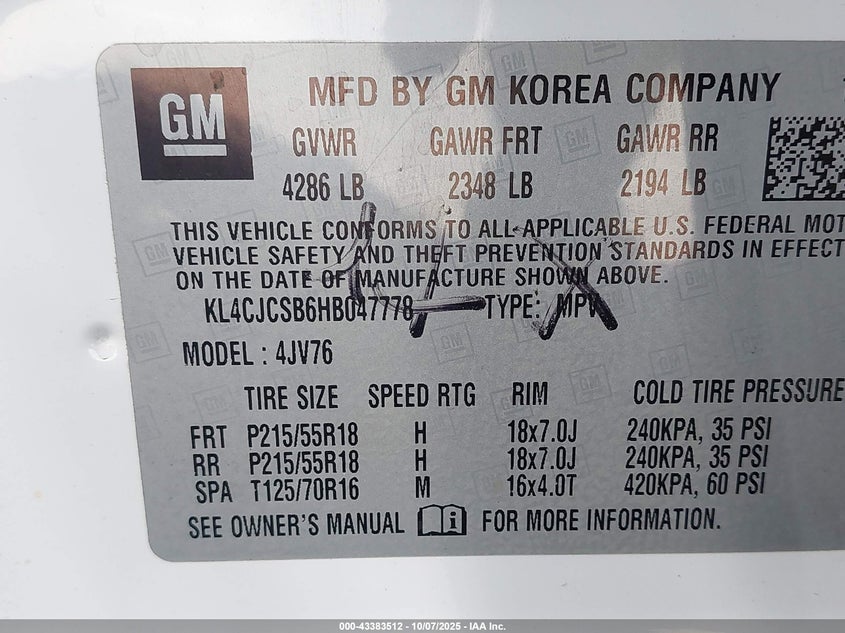 GM
MFD BY GM KOREA COMPANY
GVWR GAWR FRT GAWR RR
4286 LB 2348 LB 2194 LB
THIS VEHICLE CONFORMS TO ALL APPLICABLE U.S. FEDERAL MOT
VEHICLE SAFETY AND THEFT PREVENTION STANDARDS IN EFFECT
ON THE DATE OF MANUFACTURE SHOWN ABOVE.
KL4CJCSB6HB047778 TYPE: MPV
MODEL : 4JV76
TIRE SIZE SPEED RTG RIM COLD TIRE PRESSURE
FRT P215/55R18 H 18x7.0J 240KPA, 35 PSI
RR P215/55R18 H 18x7.0J 240KPA, 35 PSI
SPA T125/70R16 M 16x4.0T 420KPA, 60 PSI
SEE OWNER'S MANUAL FOR MORE INFORMATION.
000-43383512 - 10/07/2025 - IAA Inc.